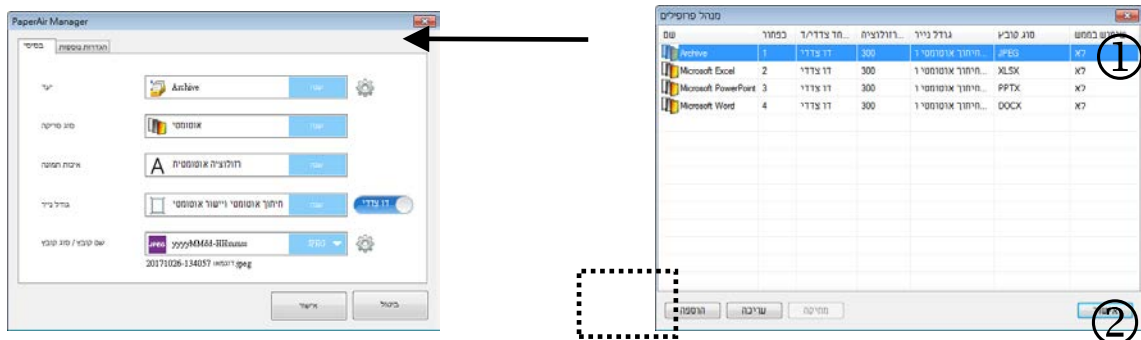 PaperAir Manager
בסיסי הגדרות נוספות
יעד Archive שנה
סוג סריקה אוטומטי שנה
איכות תמונה רזולוציה אוטומטית שנה
גודל נייר חיתוך אוטומטי ויישור אוטומטי שנה דו צדדי
שם קובץ / סוג קובץ JPEG yyyyMMdd-HHmmss JPEG
20171026-134057.jpeg
אישור ביטול
מנהל פרופילים
שם כפתור ...חד צדדי/ד ...רזולוציה גודל נייר סוג קובץ
Archive 1 דו צדדי 300 ...חיתוך אוטומטי ו JPEG לא
Microsoft Excel 2 דו צדדי 300 ...חיתוך אוטומטי ו XLSX לא
Microsoft PowerPoint 3 דו צדדי 300 ...חיתוך אוטומטי ו PPTX לא
Microsoft Word 4 דו צדדי 300 ...חיתוך אוטומטי ו DOCX לא
הוספה עריכה מחיקה
①
②